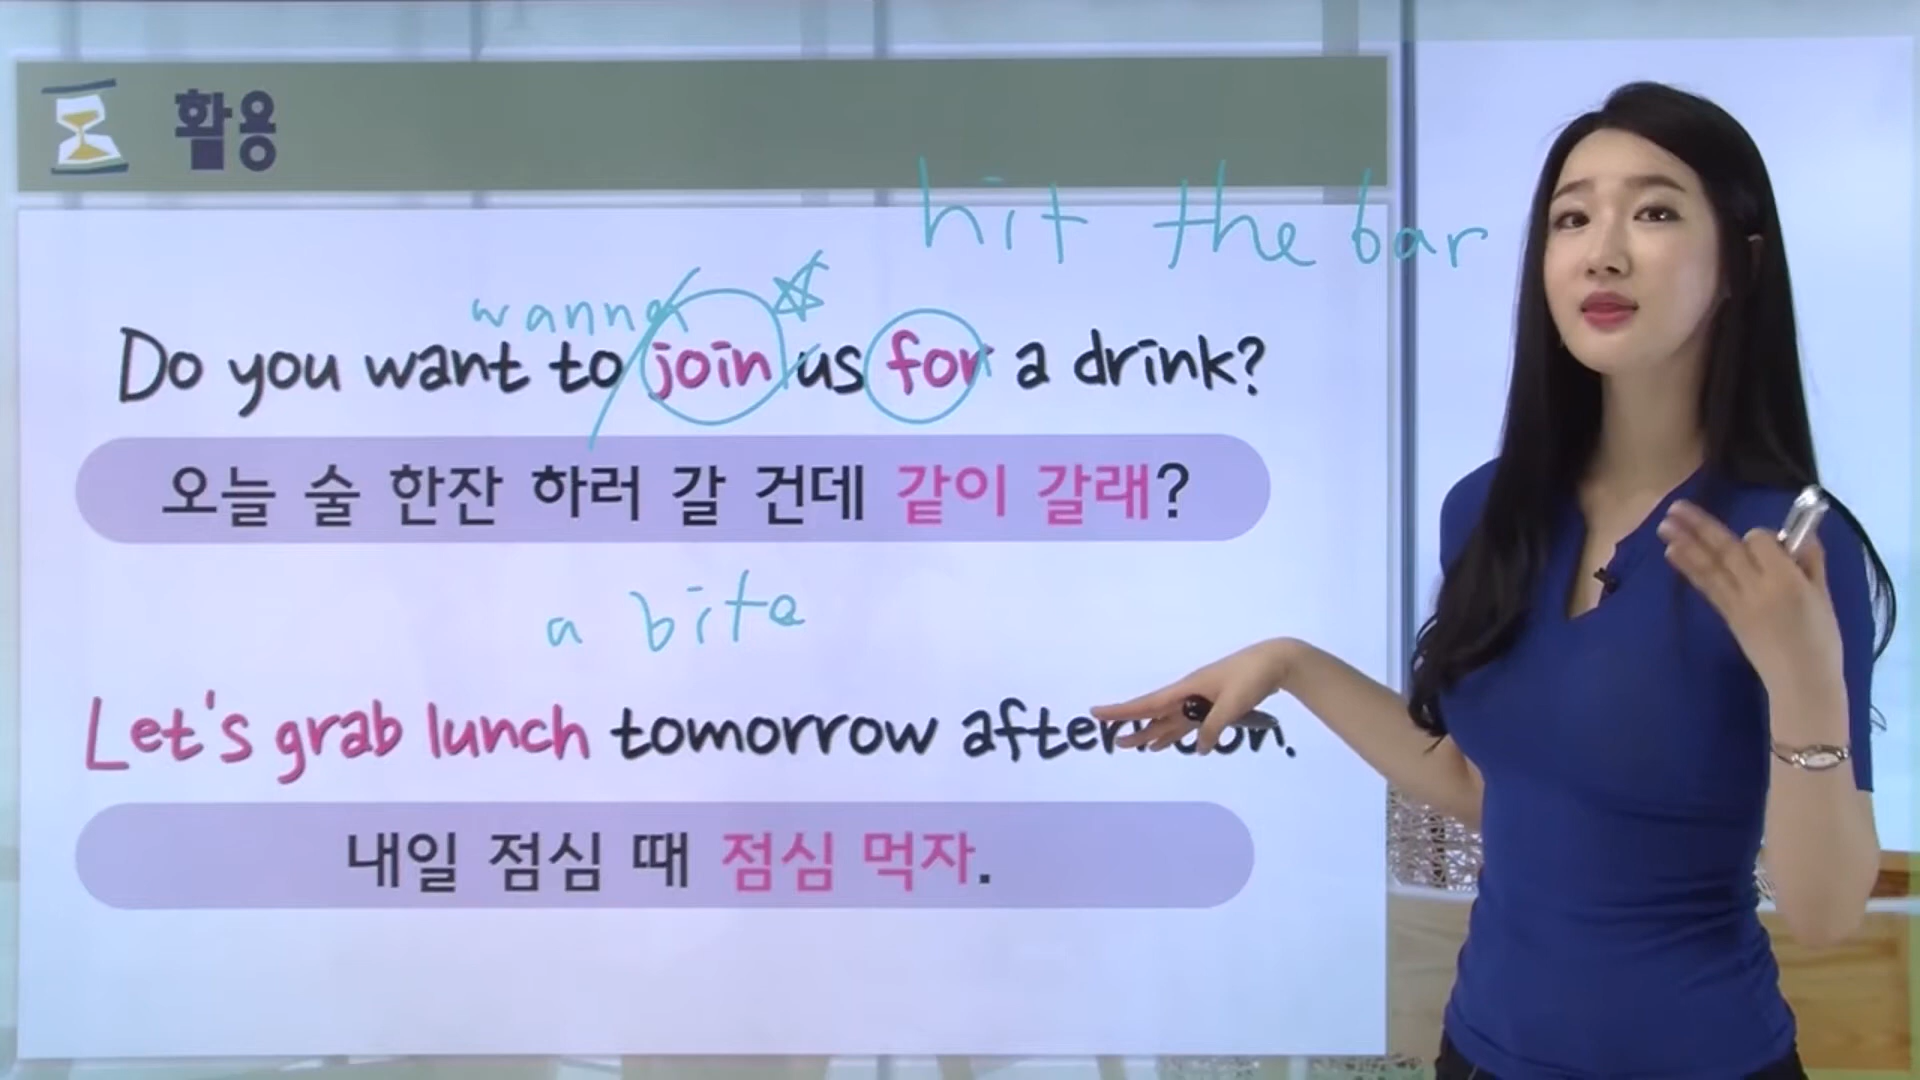 활용
hit the bar
wanna
Do you want to join us for a drink?
오늘 술 한잔 하러 갈 건데 같이 갈래?
a bite
Let's grab lunch tomorrow afternoon.
내일 점심 때 점심 먹자.